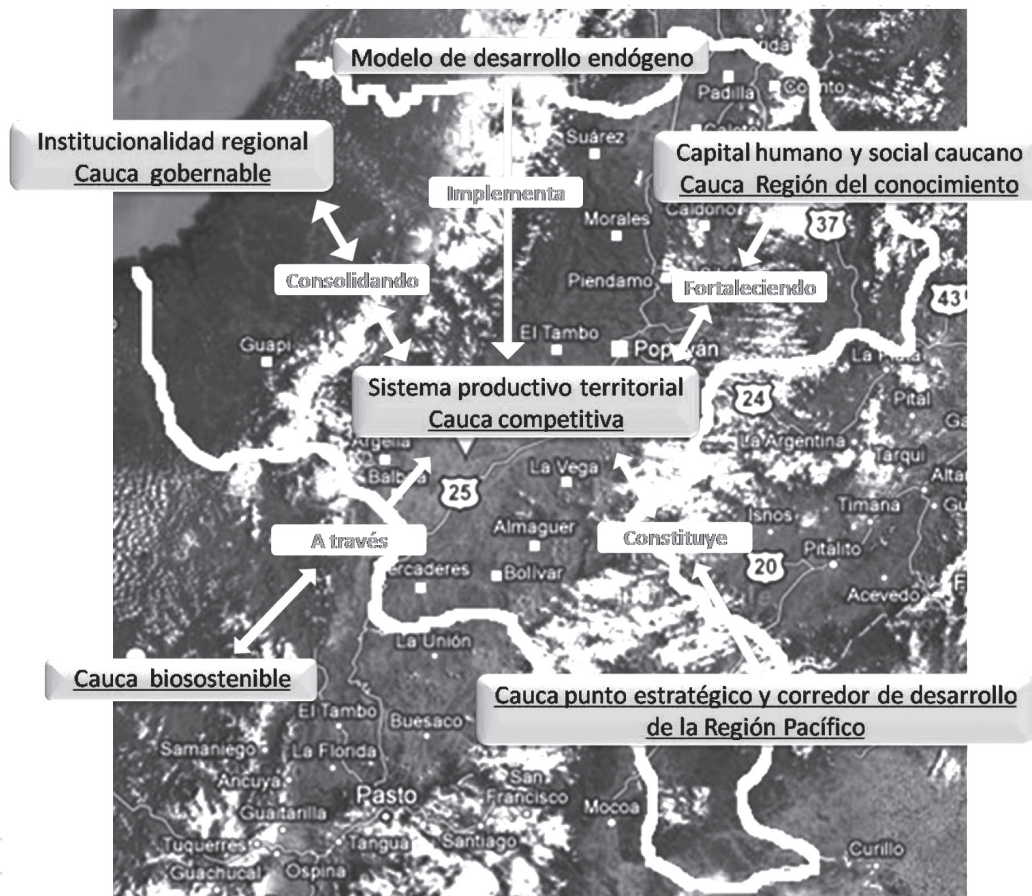 Modelo de desarrollo endógeno
Padilla
Suárez
Institucionalidad regional
Cauca gobernable
Capital humano y social caucano
Cauca Región del conocimiento
Implementa
Morales
Caldono
37
Consolidando
Piendamo
Fortaleciendo
43
Guapi
El Tambo
Popayán
La Plata
Sistema productivo territorial
Cauca competitiva
24
Pital
Argelia
La Argentina
Tarqui
La Vega
25
Timana
Almaguer
Isnos
A través
Constituye
Pitalito
20
Bolívar
Acevedo
La Unión
Cauca biosostenible
Cauca punto estratégico y corredor de desarrollo
de la Región Pacífico
El Tambo
Buesaco
Samaniego
La Florida
Ancuya
San
Francisco
Pasto
Mocoa
Guaitarilla
Tuquerres
Tangua
Santiago
Curillo
Guachucal
Ospina